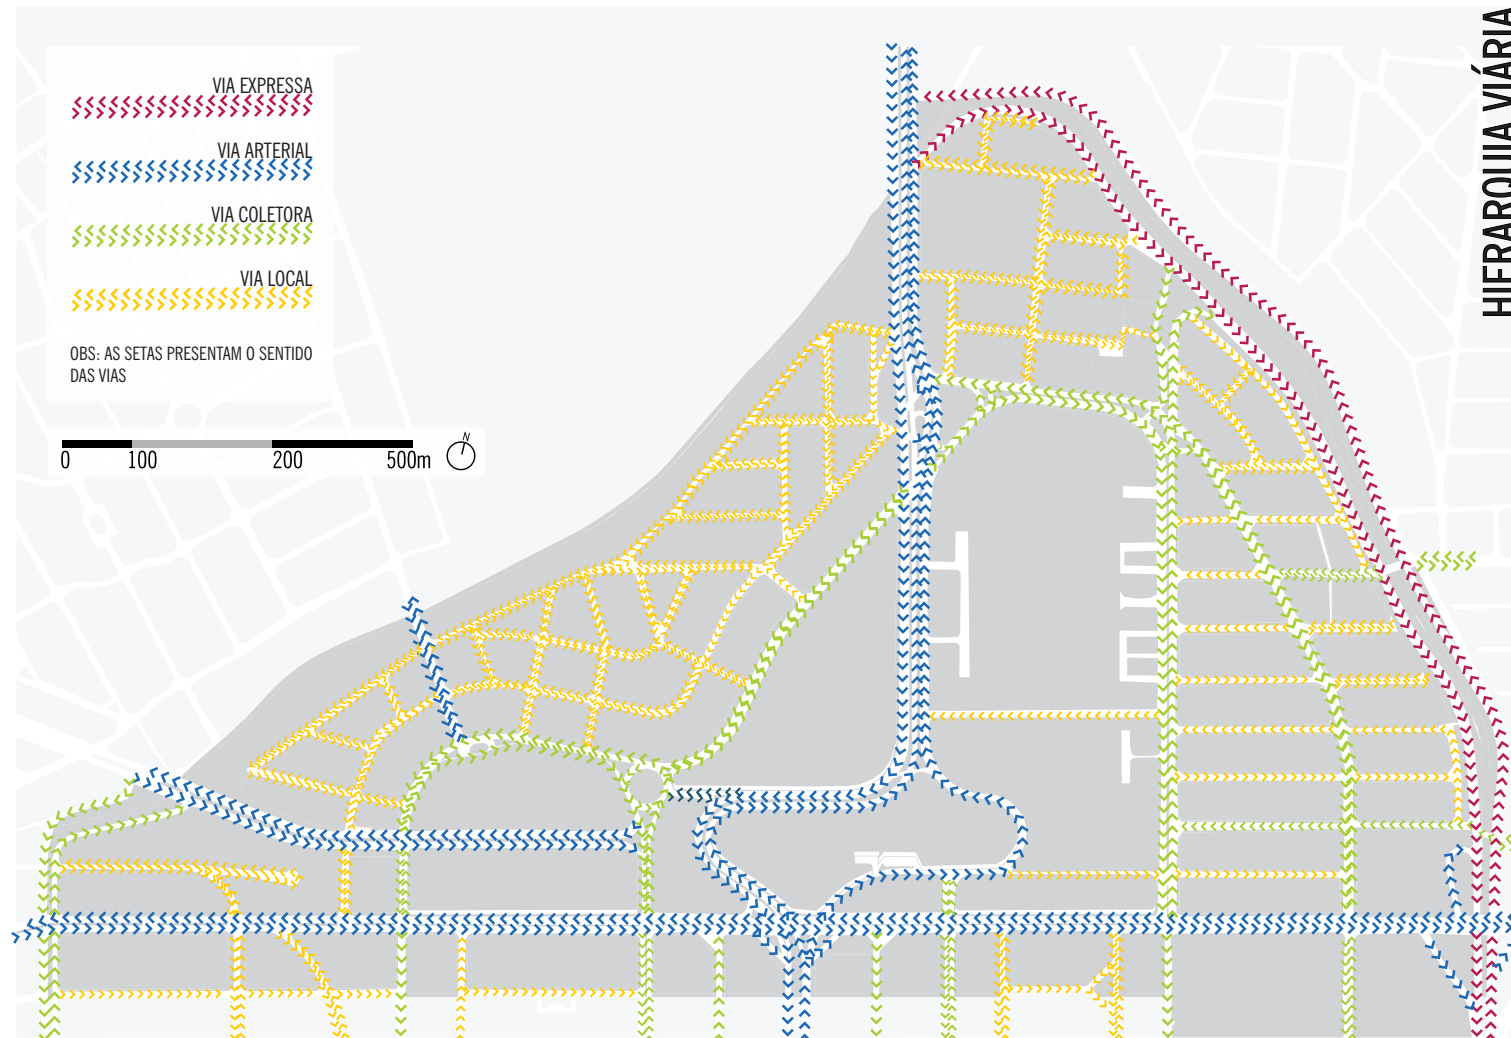 VIA EXPRESSA
VIA ARTERIAL
VIA COLETORA
VIA LOCAL
OBS: AS SETAS PRESENTAM O SENTIDO
DAS VIAS
0 100 200 500m
N
HIERARQUIA VIÁRIA